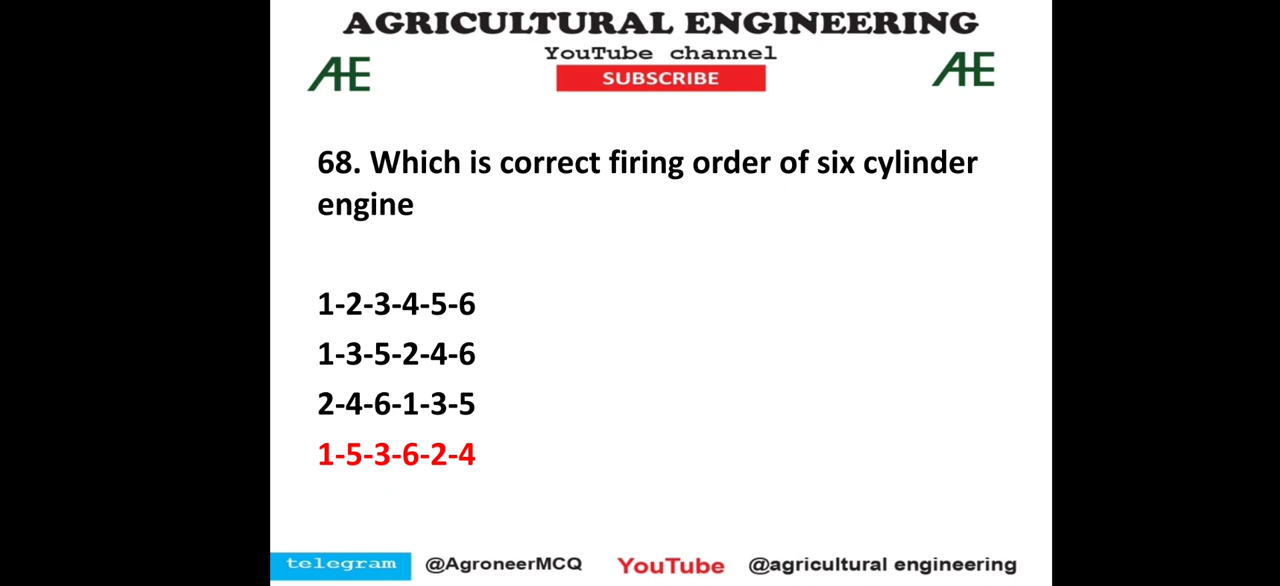 AGRICULTURAL ENGINEERING
YouTube channel
AE SUBSCRIBE AE
68. Which is correct firing order of six cylinder
engine
1-2-3-4-5-6
1-3-5-2-4-6
2-4-6-1-3-5
1-5-3-6-2-4
telegram @AgroneerMCQ YouTube @agricultural engineering